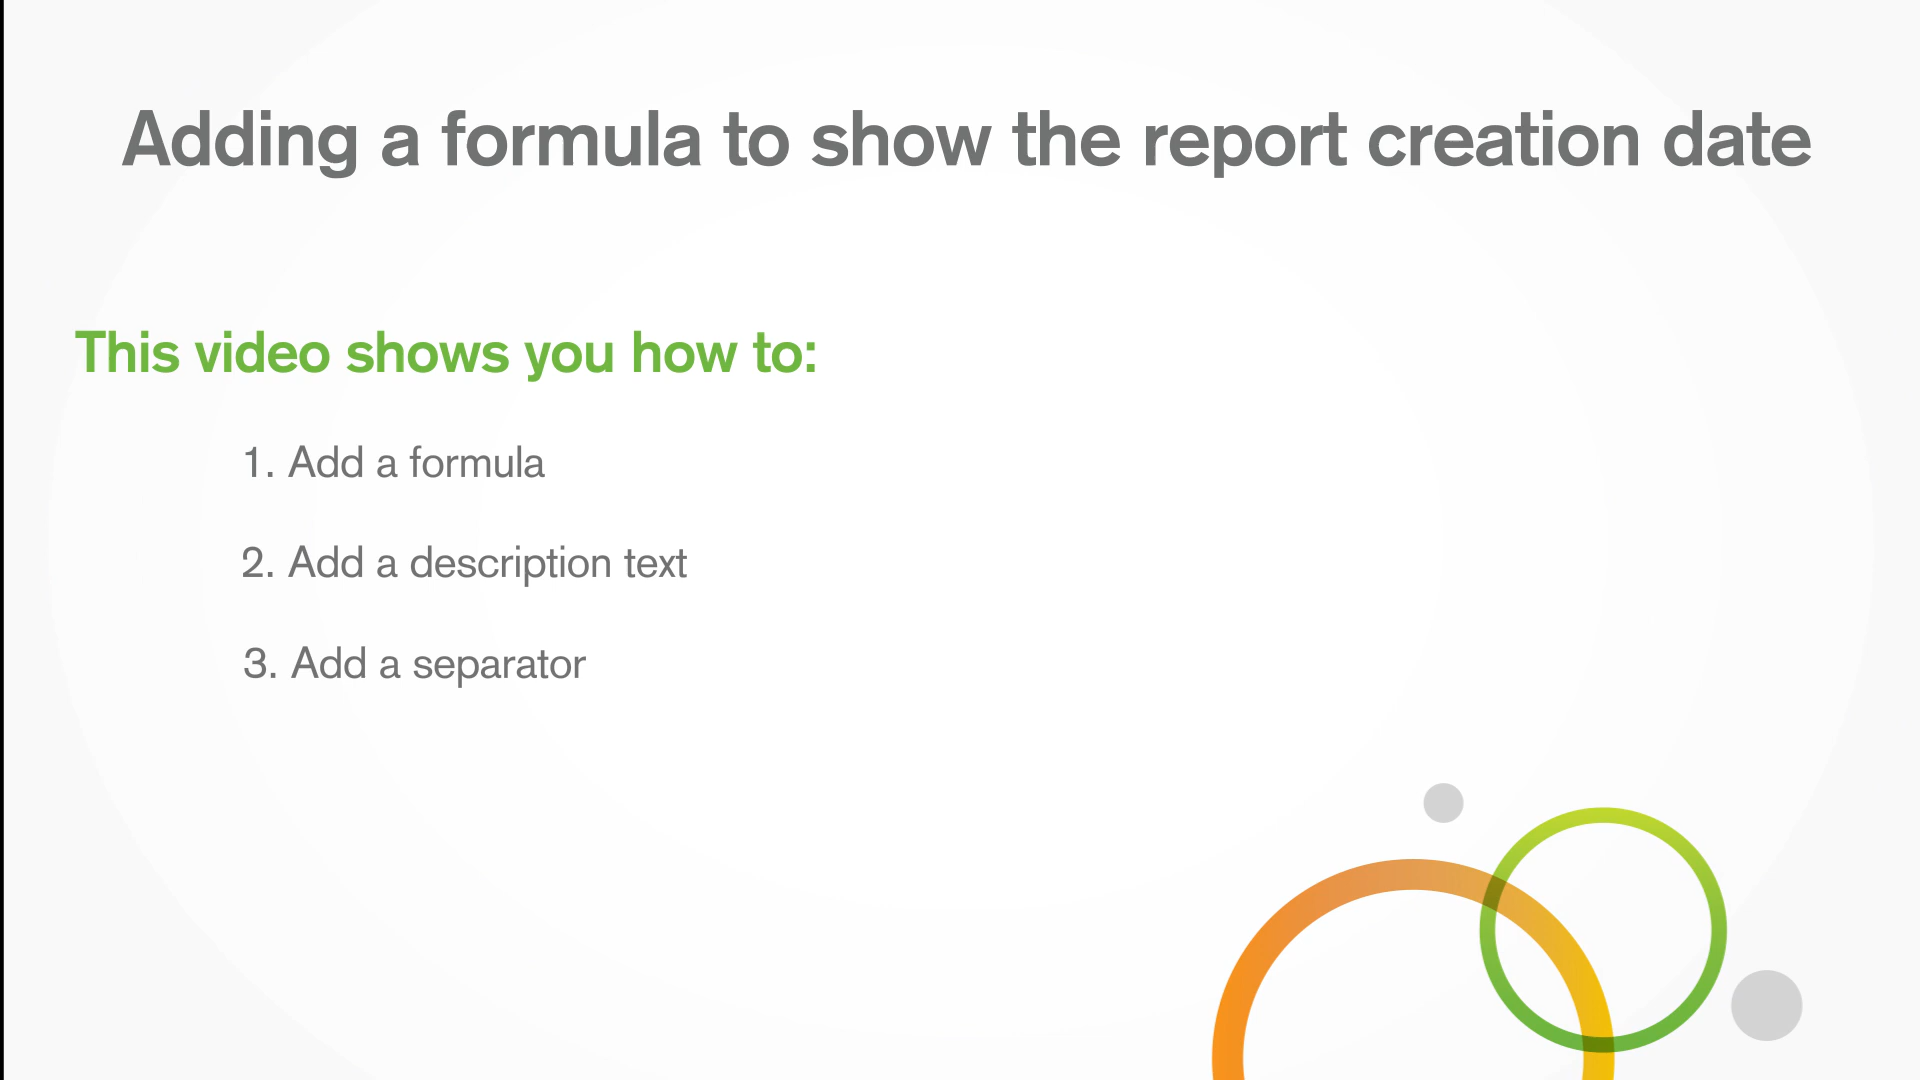 Adding a formula to show the report creation date
This video shows you how to:
1. Add a formula
2. Add a description text
3. Add a separator